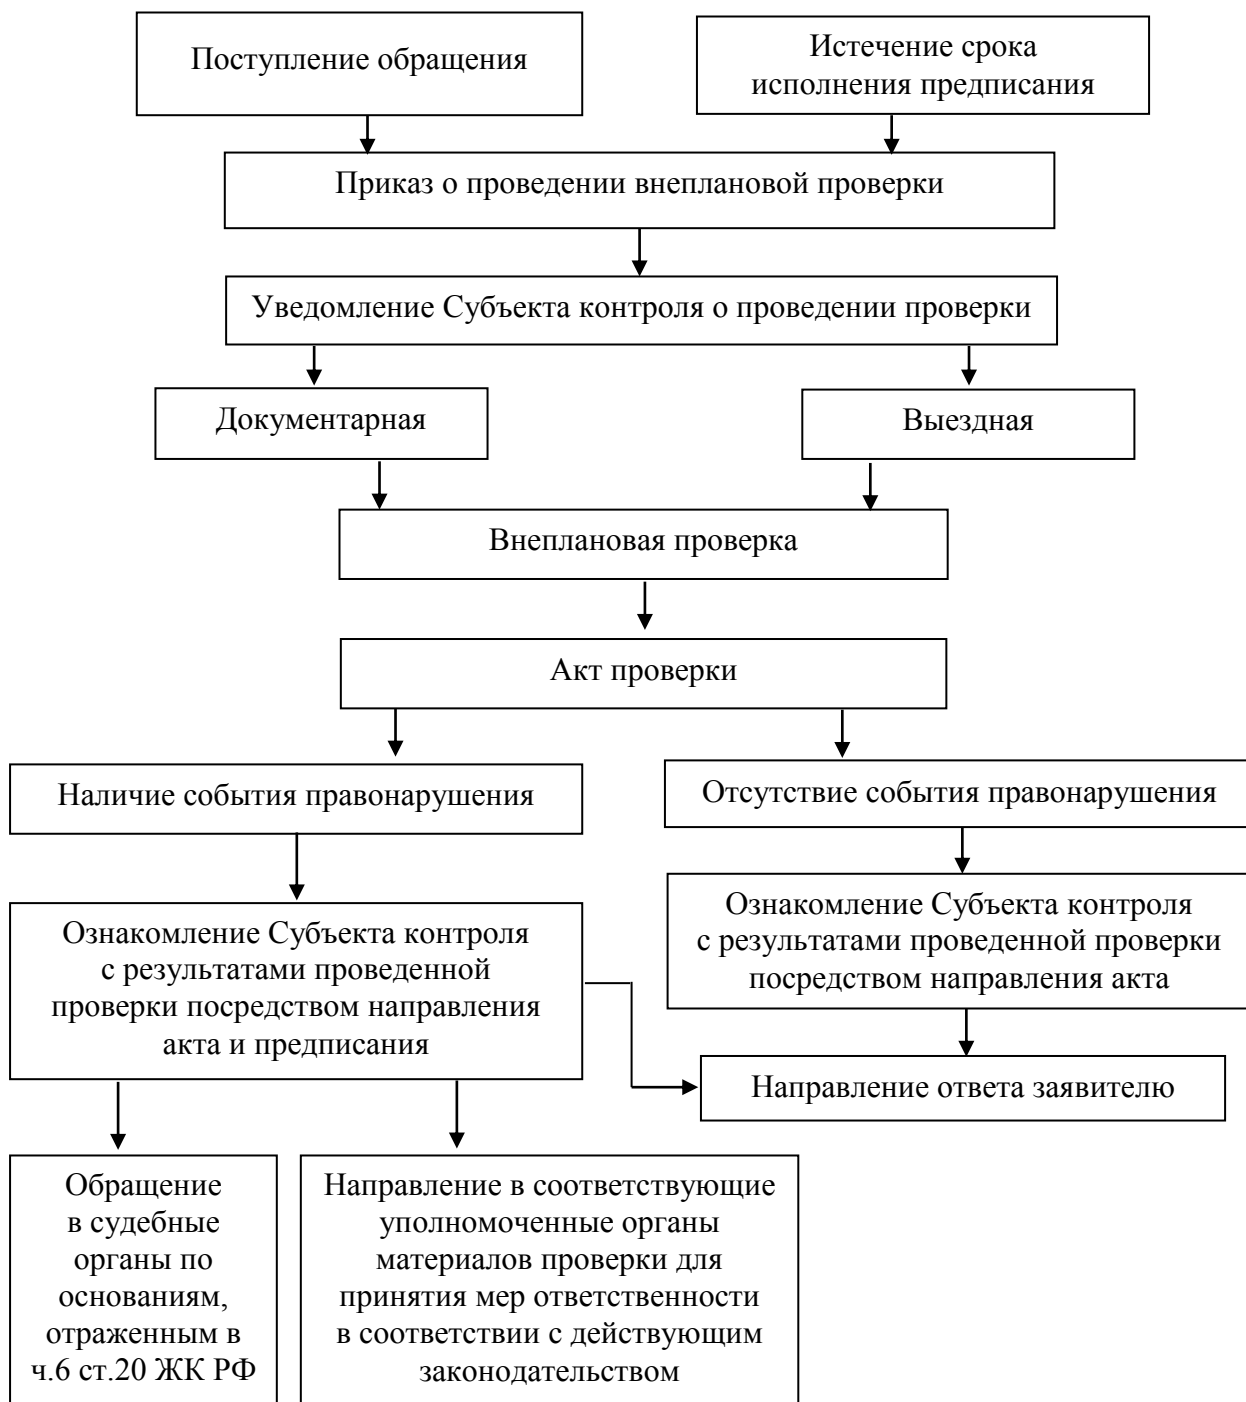 Поступление обращения
Истечение срока
исполнения предписания
Приказ о проведении внеплановой проверки
Уведомление Субъекта контроля о проведении проверки
Документарная
Выездная
Внеплановая проверка
Акт проверки
Наличие события правонарушения
Отсутствие события правонарушения
Ознакомление Субъекта контроля
с результатами проведенной
проверки посредством направления
акта и предписания
Ознакомление Субъекта контроля
с результатами проведенной проверки
посредством направления акта
Направление ответа заявителю
Обращение
в судебные
органы по
основаниям,
отраженным в
ч.6 ст.20 ЖК РФ
Направление в соответствующие
уполномоченные органы
материалов проверки для
принятия мер ответственности
в соответствии с действующим
законодательством